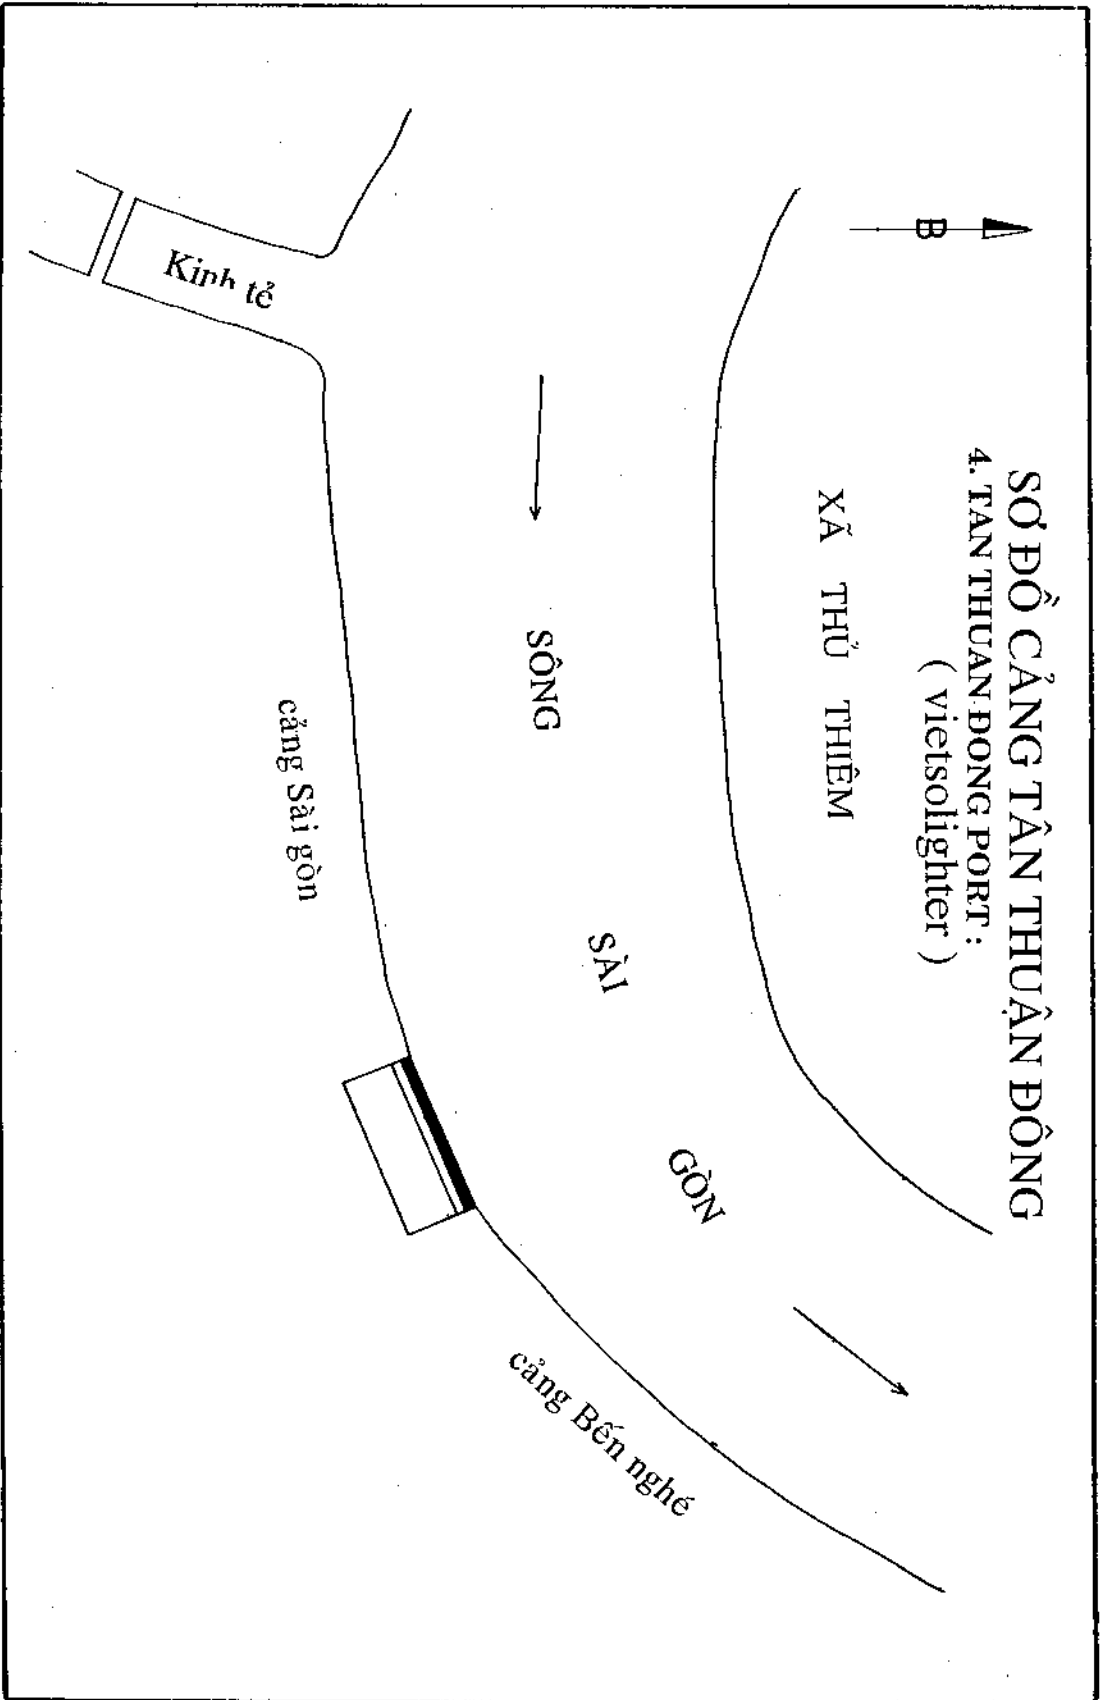 SƠ ĐỒ CẢNG TÂN THUẬN ĐÔNG
4. TAN THUAN ĐONG PORT :
( vietsolighter )
B
XÃ THỦ THIÊM
SÔNG SÀI GÒN
Kinh tẻ
cảng Sài gòn
cảng Bến nghé